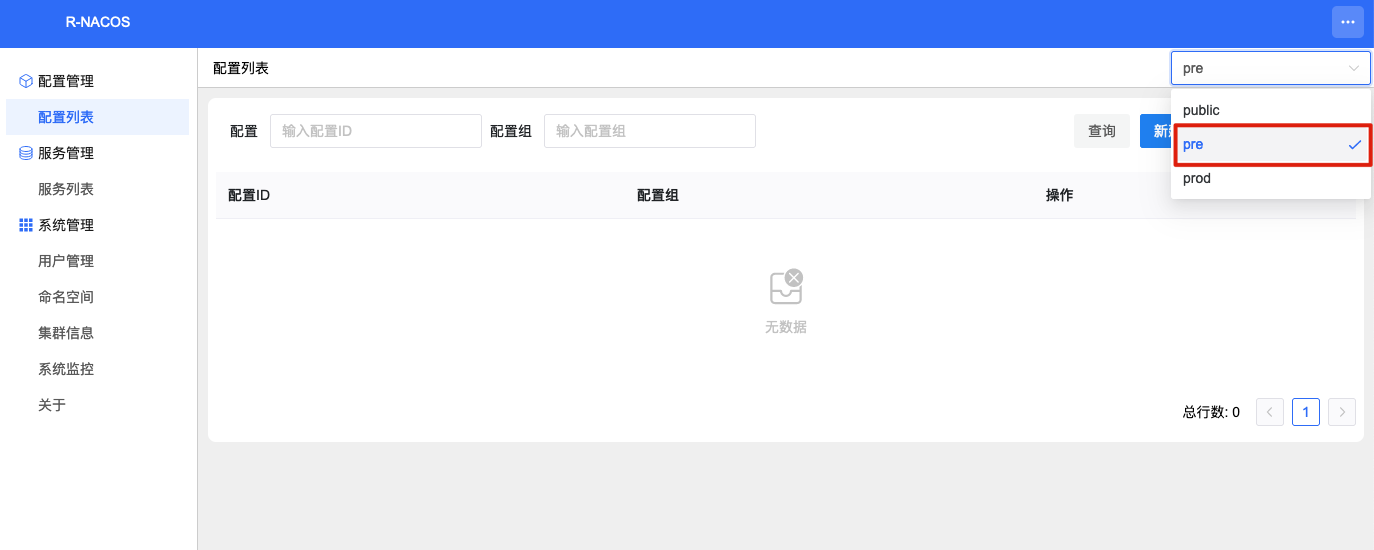 R-NACOS
配置管理
配置列表
服务管理
服务列表
系统管理
用户管理
命名空间
集群信息
系统监控
关于
配置列表
pre
public
pre
prod
配置 输入配置ID 配置组 输入配置组 查询 新
配置ID 配置组 操作
无数据
总行数: 0 1